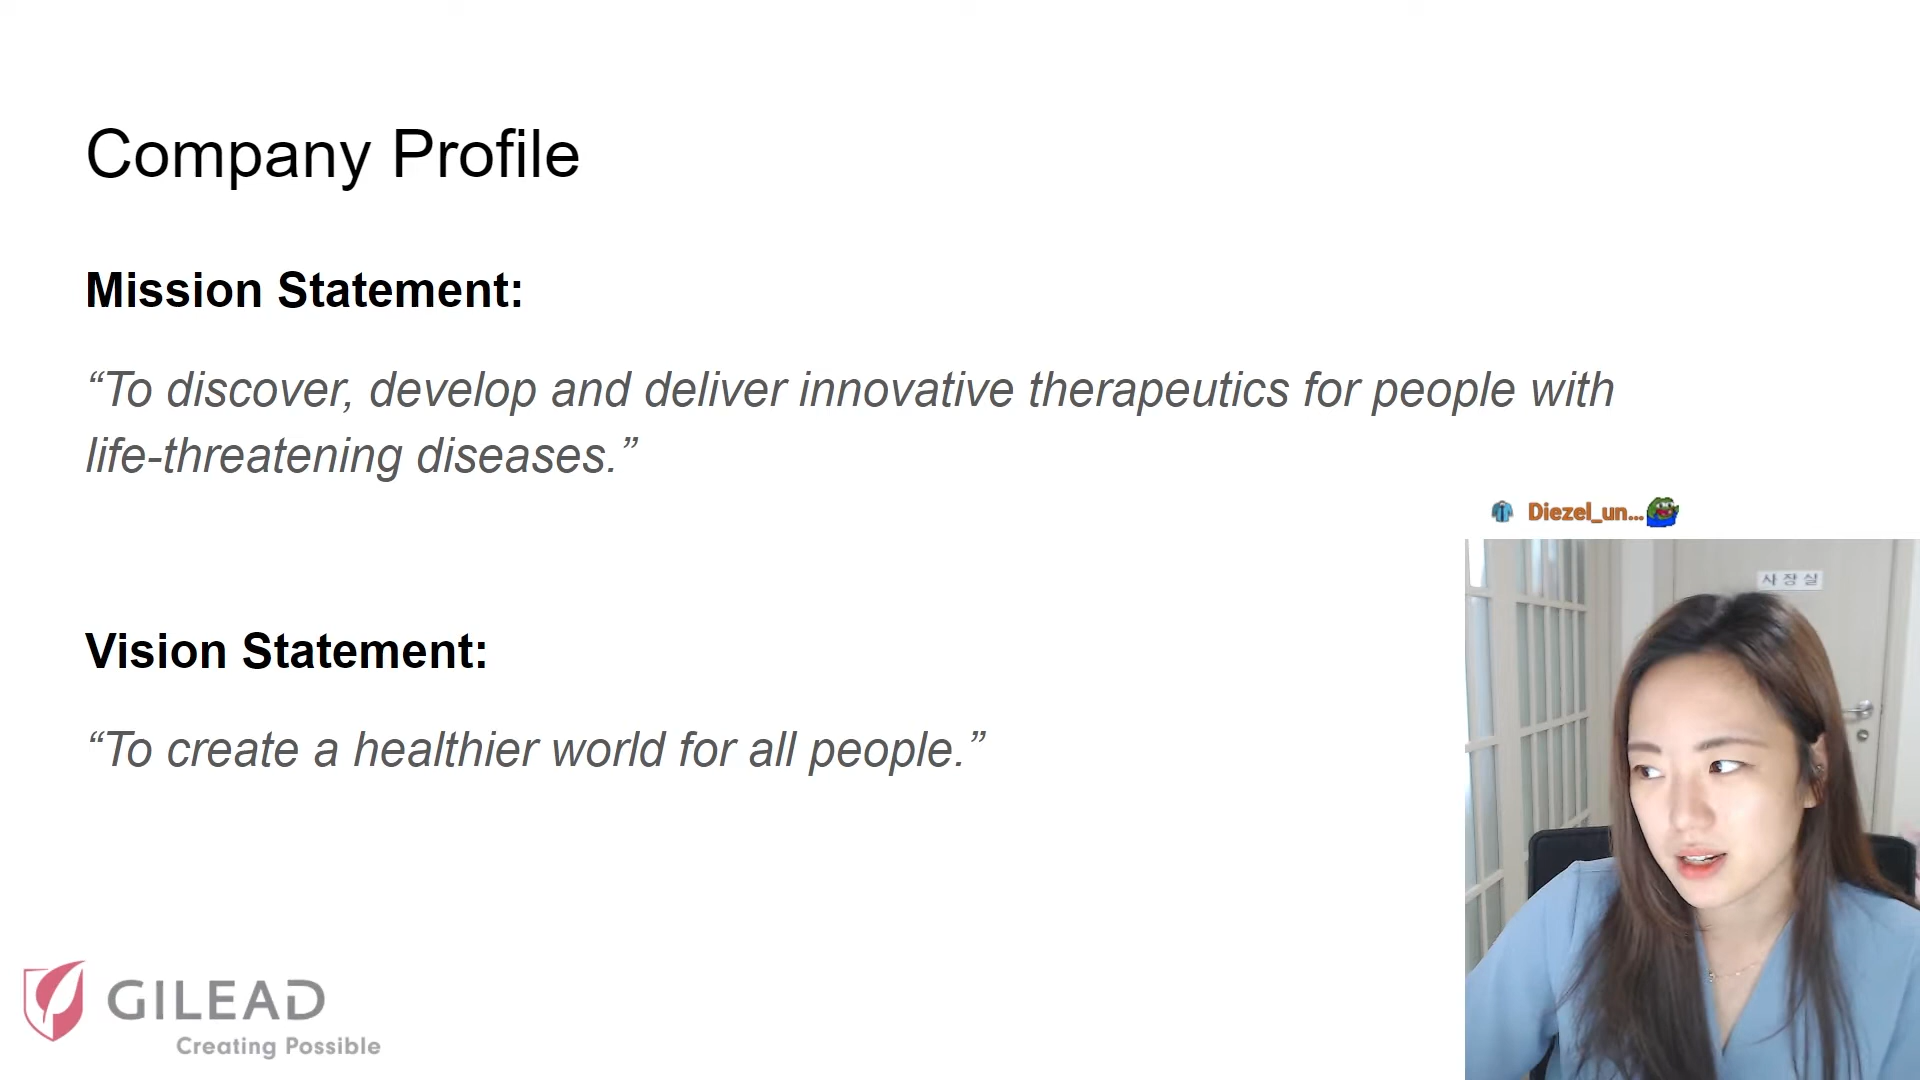 Company Profile
Mission Statement:
“To discover, develop and deliver innovative therapeutics for people with
life-threatening diseases.”
Vision Statement:
“To create a healthier world for all people.”
Diezel_un...
사장실
GILEAD
Creating Possible